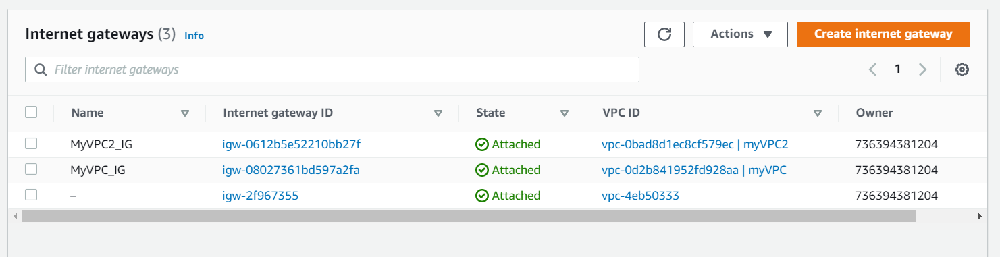 Internet gateways (3) Info Actions Create internet gateway
Filter internet gateways 1
Name Internet gateway ID State VPC ID Owner
MyVPC2_IG igw-0612b5e52210bb27f Attached vpc-0bad8d1ec8cf579ec | myVPC2 736394381204
MyVPC_IG igw-08027361bd597a2fa Attached vpc-0d2b841952fd928aa | myVPC 736394381204
– igw-2f967355 Attached vpc-4eb50333 736394381204